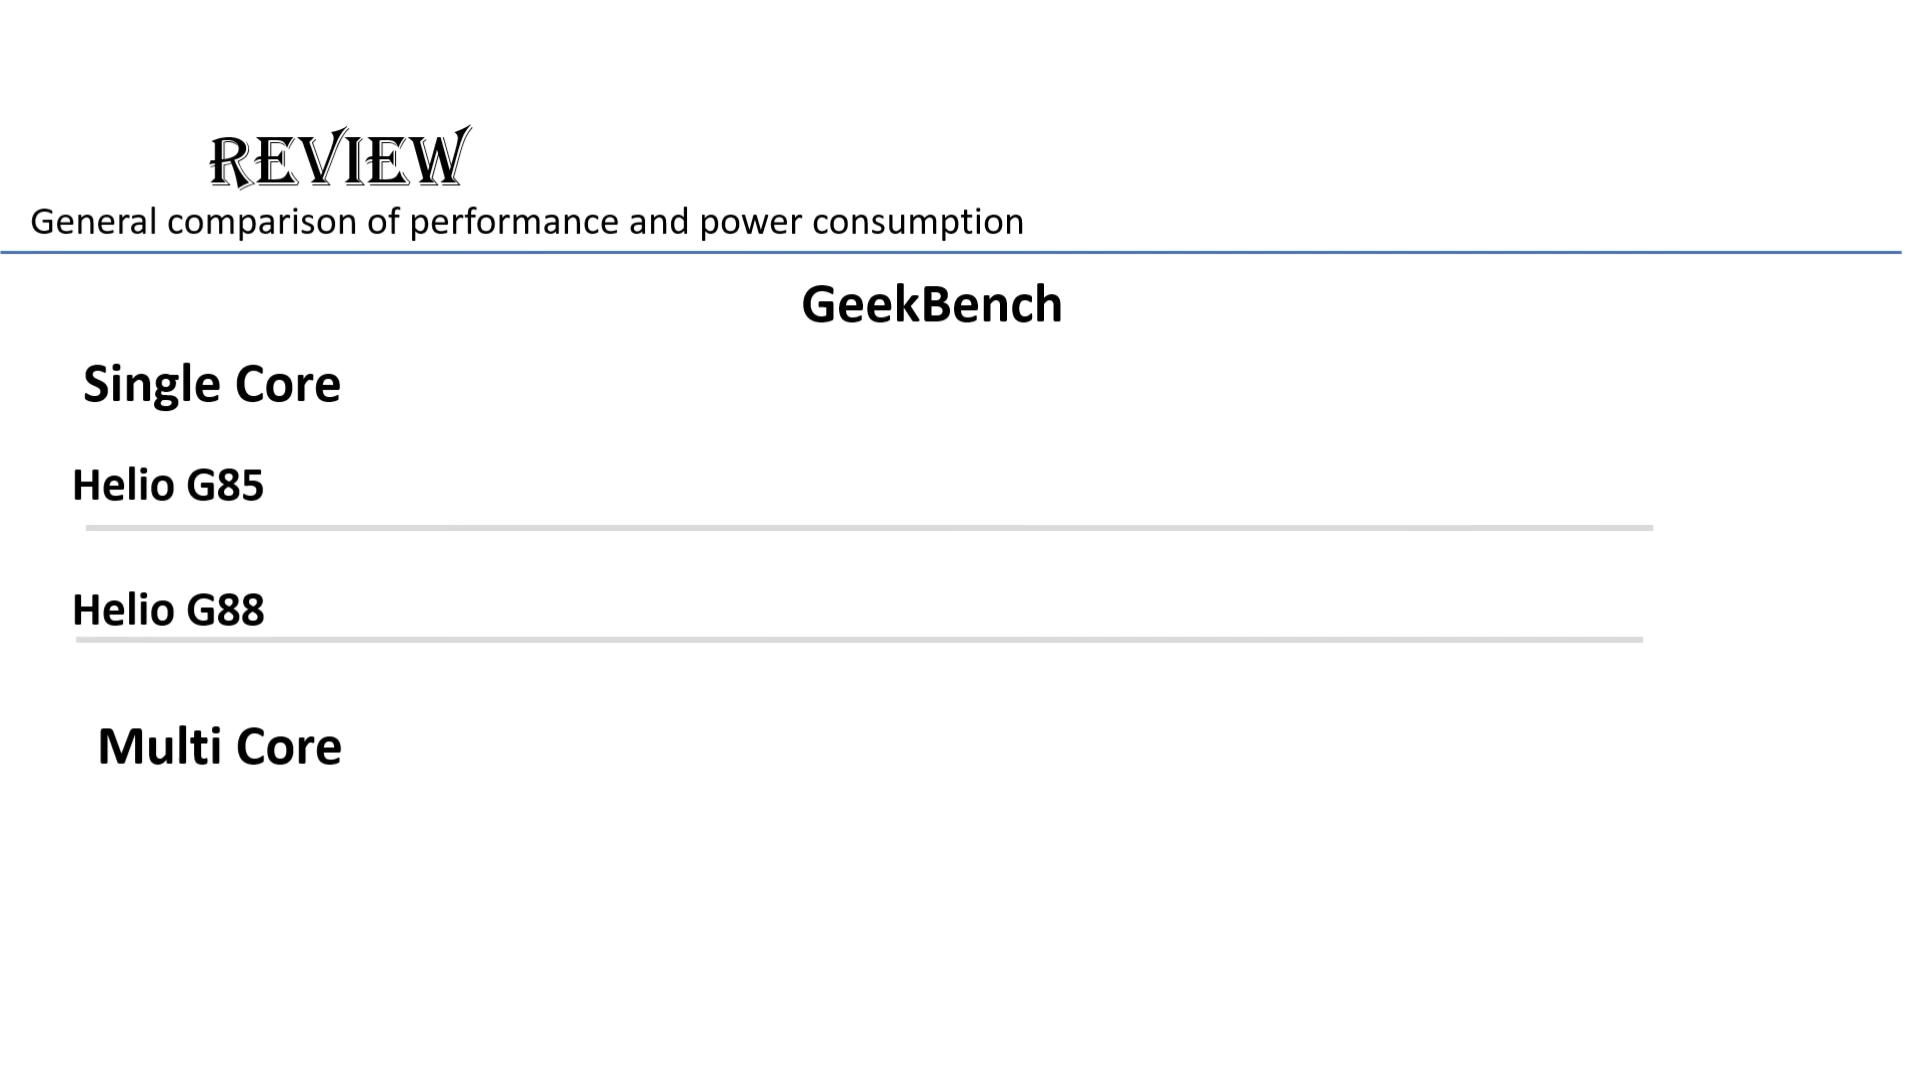 REVIEW
General comparison of performance and power consumption
GeekBench
Single Core
Helio G85
Helio G88
Multi Core